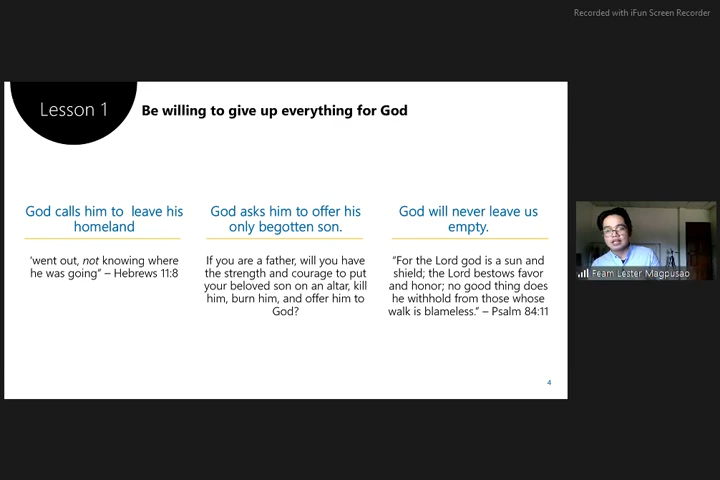 Recorded with iFun Screen Recorder
Lesson 1
Be willing to give up everything for God
God calls him to leave his
homeland
'went out, not knowing where
he was going” – Hebrews 11:8
God asks him to offer his
only begotten son.
If you are a father, will you have
the strength and courage to put
your beloved son on an altar, kill
him, burn him, and offer him to
God?
God will never leave us
empty.
“For the Lord god is a sun and
shield; the Lord bestows favor
and honor; no good thing does
he withhold from those whose
walk is blameless.” – Psalm 84:11
4
Feam Lester Magpusao